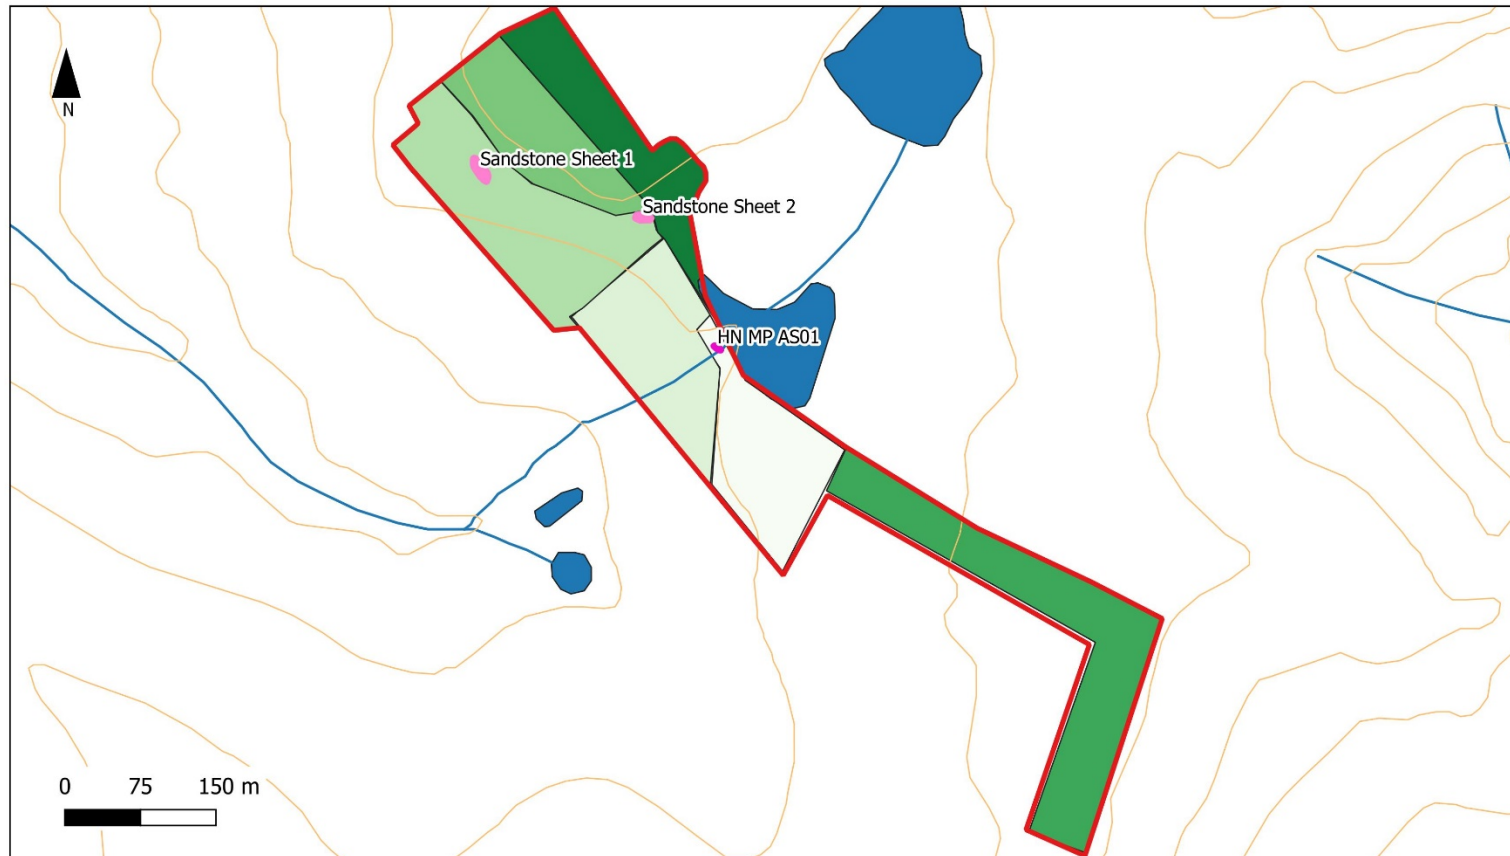 N
Sandstone Sheet 1
Sandstone Sheet 2
HN MP AS01
0 75 150 m